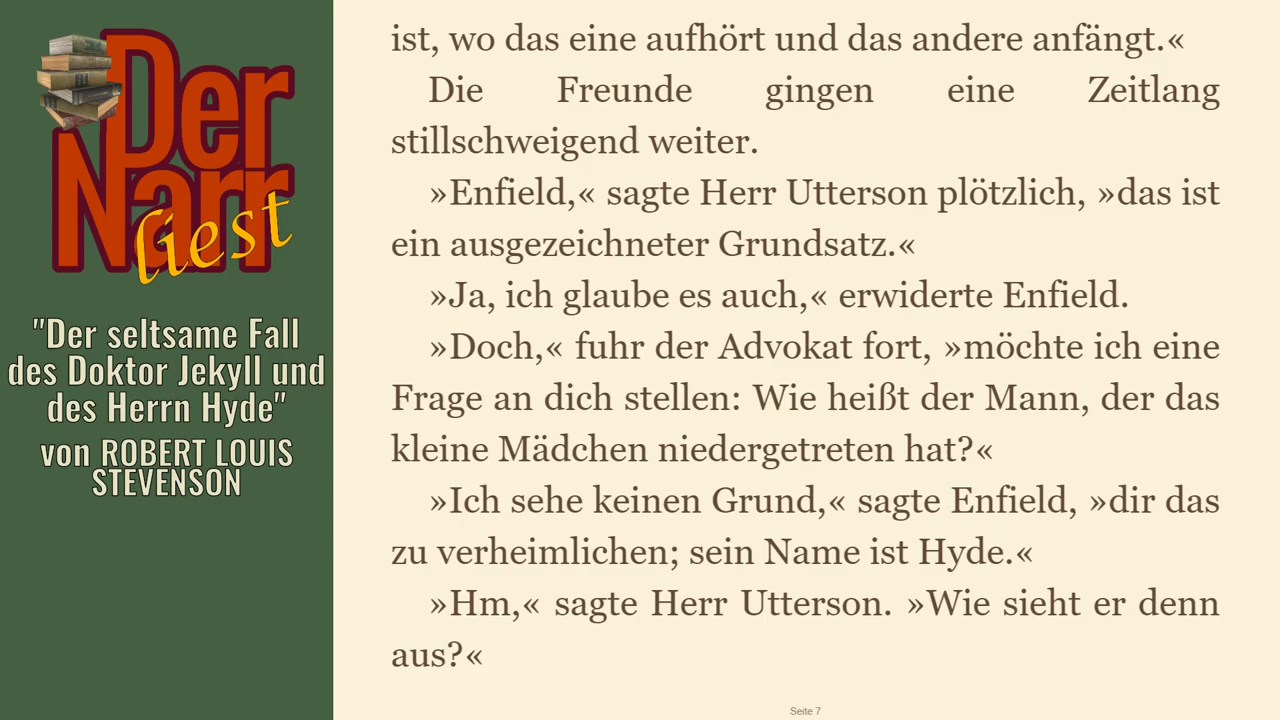 Der
Narr
liest
"Der seltsame Fall
des Doktor Jekyll und
des Herrn Hyde"
von ROBERT LOUIS
STEVENSON
ist, wo das eine aufhört und das andere anfängt.«
Die Freunde gingen eine Zeitlang
stillschweigend weiter.
»Enfield,« sagte Herr Utterson plötzlich, »das ist
ein ausgezeichneter Grundsatz.«
»Ja, ich glaube es auch,« erwiderte Enfield.
»Doch,« fuhr der Advokat fort, »möchte ich eine
Frage an dich stellen: Wie heißt der Mann, der das
kleine Mädchen niedergetreten hat?«
»Ich sehe keinen Grund,« sagte Enfield, »dir das
zu verheimlichen; sein Name ist Hyde.«
»Hm,« sagte Herr Utterson. »Wie sieht er denn
aus?«
Seite 7